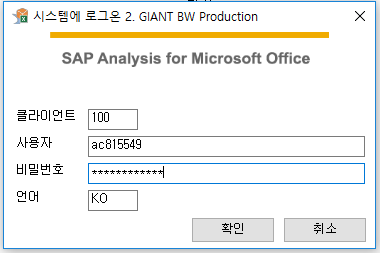 시스템에 로그온 2. GIANT BW Production
SAP Analysis for Microsoft Office
클라이언트 100
사용자 ac815549
비밀번호 ************
언어 KO
확인 취소